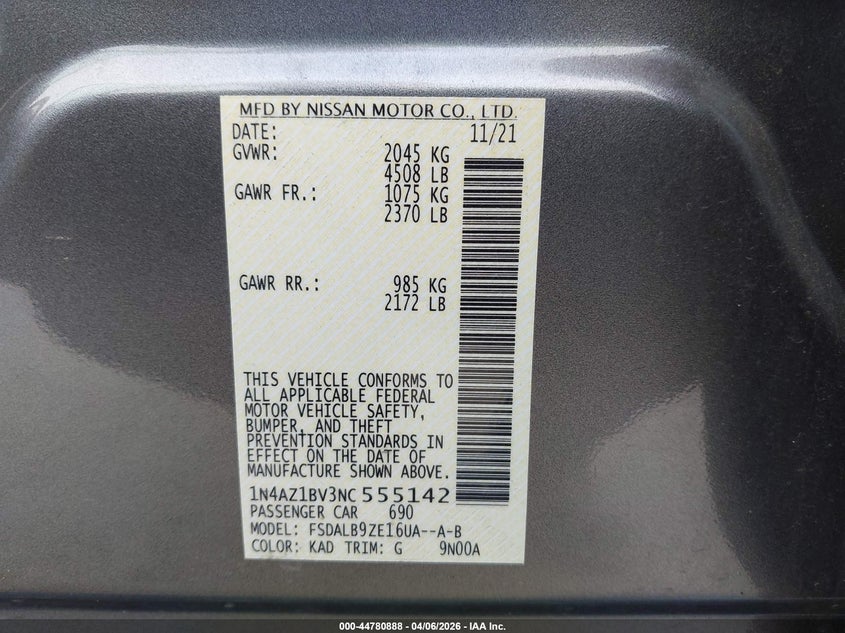 MFD BY NISSAN MOTOR CO., LTD.
DATE: 11/21
GVWR: 2045 KG
4508 LB
GAWR FR.: 1075 KG
2370 LB
GAWR RR.: 985 KG
2172 LB
THIS VEHICLE CONFORMS TO
ALL APPLICABLE FEDERAL
MOTOR VEHICLE SAFETY,
BUMPER, AND THEFT
PREVENTION STANDARDS IN
EFFECT ON THE DATE OF
MANUFACTURE SHOWN ABOVE.
1N4AZ1BV3NC555142
PASSENGER CAR 690
MODEL: FSDALB9ZE16UA--A-B
COLOR: KAD TRIM: G 9N00A
000-44780888 - 04/06/2026 - IAA Inc.